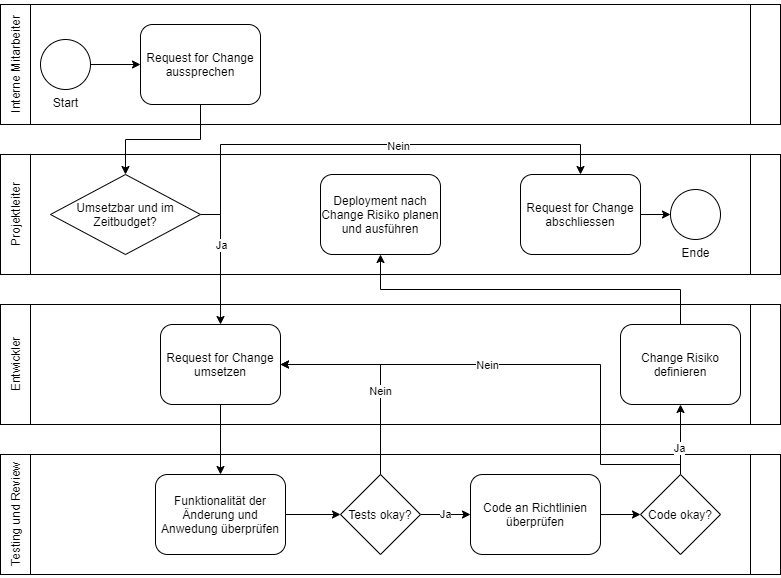 Interne Mitarbeiter
Request for Change
aussprechen
Start
Projektleiter
Nein
Umsetzbar und im
Zeitbudget?
Ja
Deployment nach
Change Risiko planen
und ausführen
Request for Change
abschliessen
Ende
Entwickler
Request for Change
umsetzen
Nein
Nein
Change Risiko
definieren
Ja
Testing und Review
Funktionalität der
Änderung und
Anwedung überprüfen
Tests okay?
Ja
Code an Richtlinien
überprüfen
Code okay?